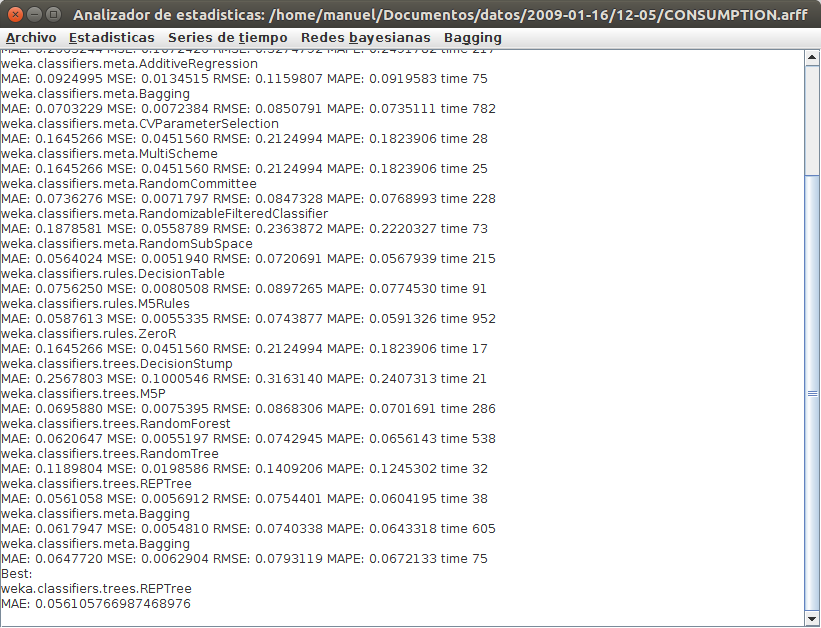 Analizador de estadisticas: /home/manuel/Documentos/datos/2009-01-16/12-05/CONSUMPTION.arff
Archivo Estadisticas Series de tiempo Redes bayesianas Bagging
weka.classifiers.meta.AdditiveRegression
MAE: 0.0924995 MSE: 0.0134515 RMSE: 0.1159807 MAPE: 0.0919583 time 75
weka.classifiers.meta.Bagging
MAE: 0.0703229 MSE: 0.0072384 RMSE: 0.0850791 MAPE: 0.0735111 time 782
weka.classifiers.meta.CVParameterSelection
MAE: 0.1645266 MSE: 0.0451560 RMSE: 0.2124994 MAPE: 0.1823906 time 28
weka.classifiers.meta.MultiScheme
MAE: 0.1645266 MSE: 0.0451560 RMSE: 0.2124994 MAPE: 0.1823906 time 25
weka.classifiers.meta.RandomCommittee
MAE: 0.0736276 MSE: 0.0071797 RMSE: 0.0847328 MAPE: 0.0768993 time 228
weka.classifiers.meta.RandomizableFilteredClassifier
MAE: 0.1878581 MSE: 0.0558789 RMSE: 0.2363872 MAPE: 0.2220327 time 73
weka.classifiers.meta.RandomSubSpace
MAE: 0.0564024 MSE: 0.0051940 RMSE: 0.0720691 MAPE: 0.0567939 time 215
weka.classifiers.rules.DecisionTable
MAE: 0.0756250 MSE: 0.0080508 RMSE: 0.0897265 MAPE: 0.0774530 time 91
weka.classifiers.rules.M5Rules
MAE: 0.0587613 MSE: 0.0055335 RMSE: 0.0743877 MAPE: 0.0591326 time 952
weka.classifiers.rules.ZeroR
MAE: 0.1645266 MSE: 0.0451560 RMSE: 0.2124994 MAPE: 0.1823906 time 17
weka.classifiers.trees.DecisionStump
MAE: 0.2567803 MSE: 0.1000546 RMSE: 0.3163140 MAPE: 0.2407313 time 21
weka.classifiers.trees.M5P
MAE: 0.0695880 MSE: 0.0075395 RMSE: 0.0868306 MAPE: 0.0701691 time 286
weka.classifiers.trees.RandomForest
MAE: 0.0620647 MSE: 0.0055197 RMSE: 0.0742945 MAPE: 0.0656143 time 538
weka.classifiers.trees.RandomTree
MAE: 0.1189804 MSE: 0.0198586 RMSE: 0.1409206 MAPE: 0.1245302 time 32
weka.classifiers.trees.REPTree
MAE: 0.0561058 MSE: 0.0056912 RMSE: 0.0754401 MAPE: 0.0604195 time 38
weka.classifiers.meta.Bagging
MAE: 0.0617947 MSE: 0.0054810 RMSE: 0.0740338 MAPE: 0.0643318 time 605
weka.classifiers.meta.Bagging
MAE: 0.0647720 MSE: 0.0062904 RMSE: 0.0793119 MAPE: 0.0672133 time 75
Best:
weka.classifiers.trees.REPTree
MAE: 0.056105766987468976